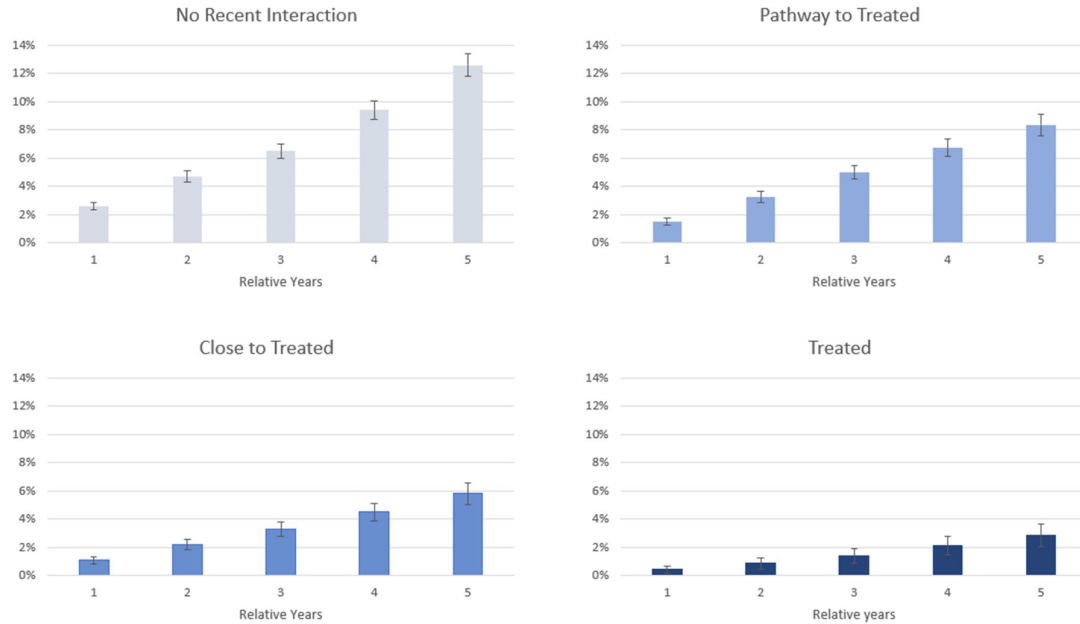 No Recent Interaction
14%
12%
10%
8%
6%
4%
2%
0%
1 2 3 4 5
Relative Years
Pathway to Treated
14%
12%
10%
8%
6%
4%
2%
0%
1 2 3 4 5
Relative Years
Close to Treated
14%
12%
10%
8%
6%
4%
2%
0%
1 2 3 4 5
Relative Years
Treated
14%
12%
10%
8%
6%
4%
2%
0%
1 2 3 4 5
Relative years